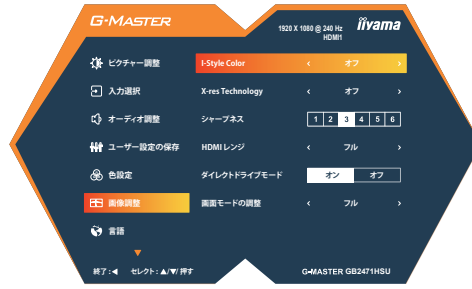 G-MASTER
1920 X 1080 @ 240 Hz
HDMI1
iiyama
ピクチャー調整
I-Style Color ‹ オフ ›
入力選択
X-res Technology ‹ オフ ›
オーディオ調整
シャープネス 1 2 3 4 5 6
ユーザー設定の保存
HDMI レンジ ‹ フル ›
色設定
ダイレクトドライブモード オン オフ
画像調整
画面モードの調整 ‹ フル ›
言語
終了 : ◀ セレクト : ▲/▼/ 押す
G-MASTER GB2471HSU